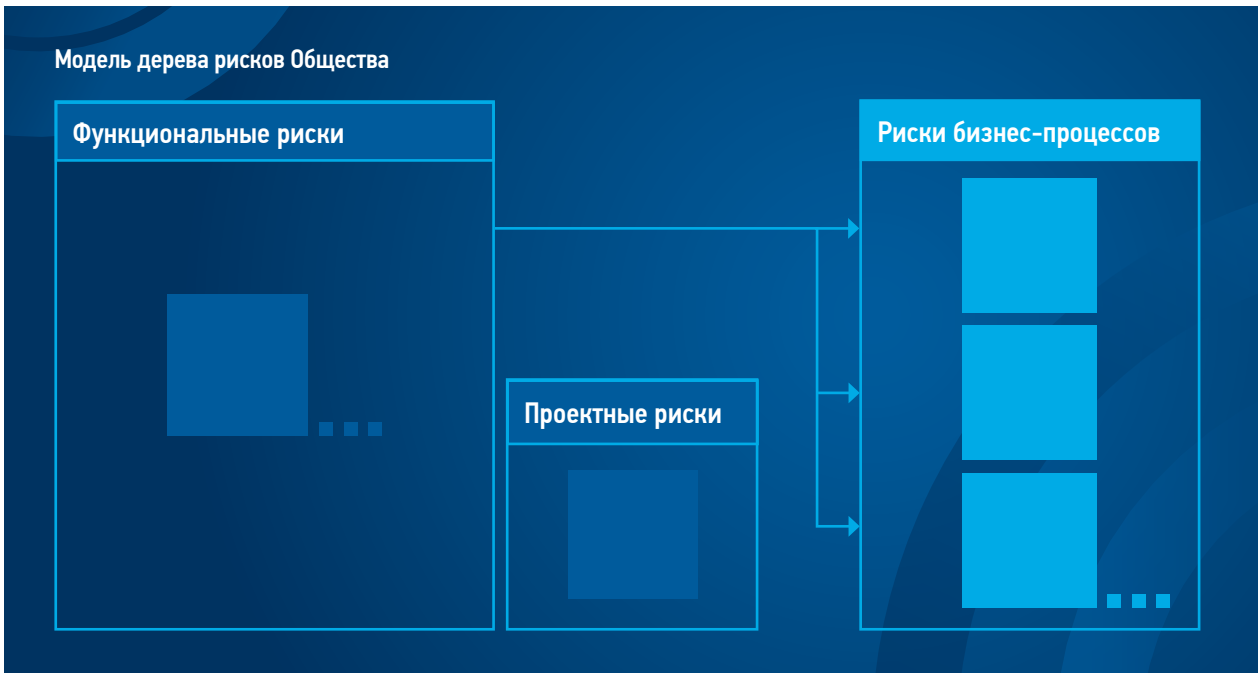 Модель дерева рисков Общества
Функциональные риски
Риски бизнес-процессов
Проектные риски